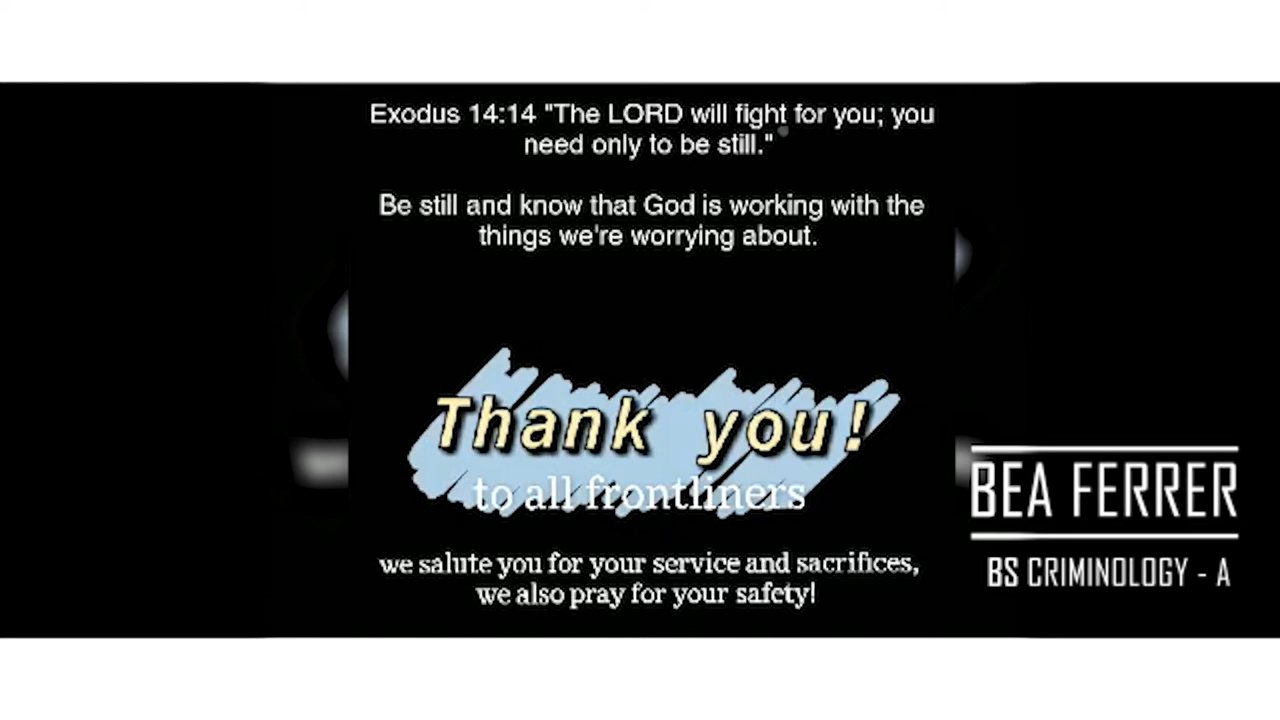 Exodus 14:14 "The LORD will fight for you; you
need only to be still."
Be still and know that God is working with the
things we're worrying about.
Thank you!
to all frontliners
we salute you for your service and sacrifices,
we also pray for your safety!
BEA FERRER
BS CRIMINOLOGY - A